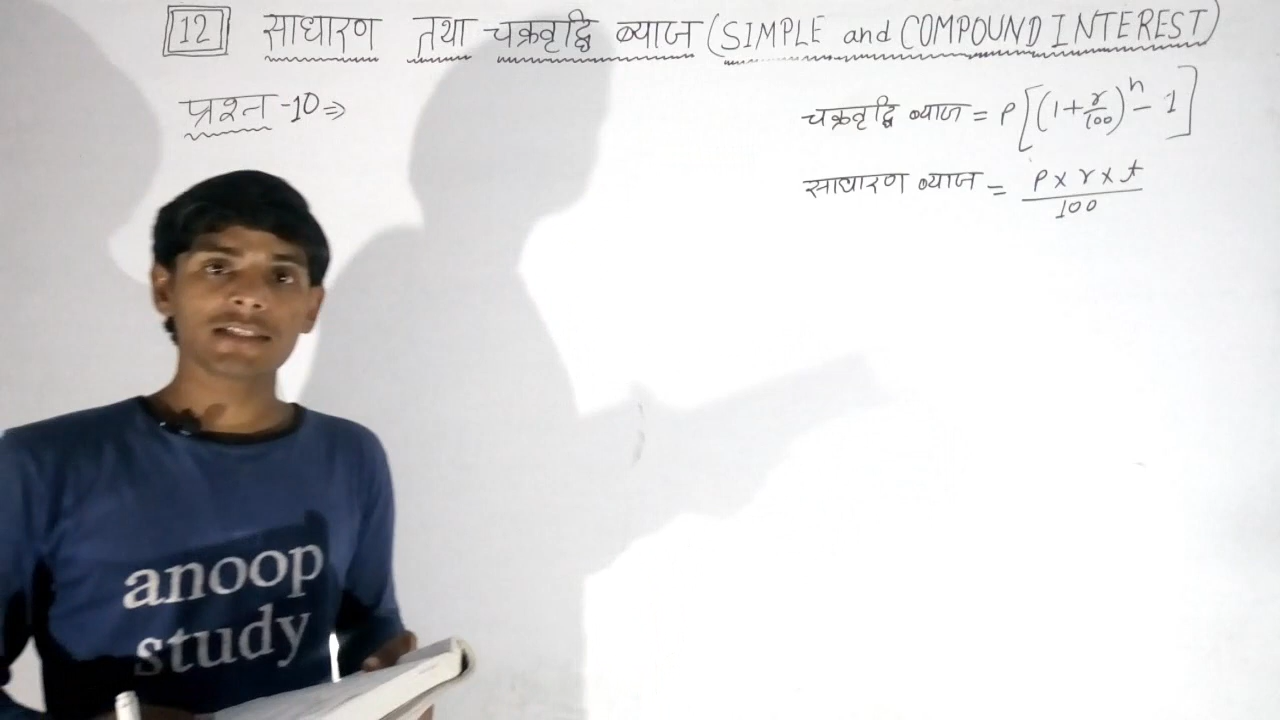 12 साधारण तथा चक्रवृद्धि ब्याज (SIMPLE and COMPOUND INTEREST)
प्रश्न -10⇒
चक्रवृद्धि ब्याज = P[(1+r/100)^n - 1]
साधारण ब्याज = P x r x t / 100
anoop
study